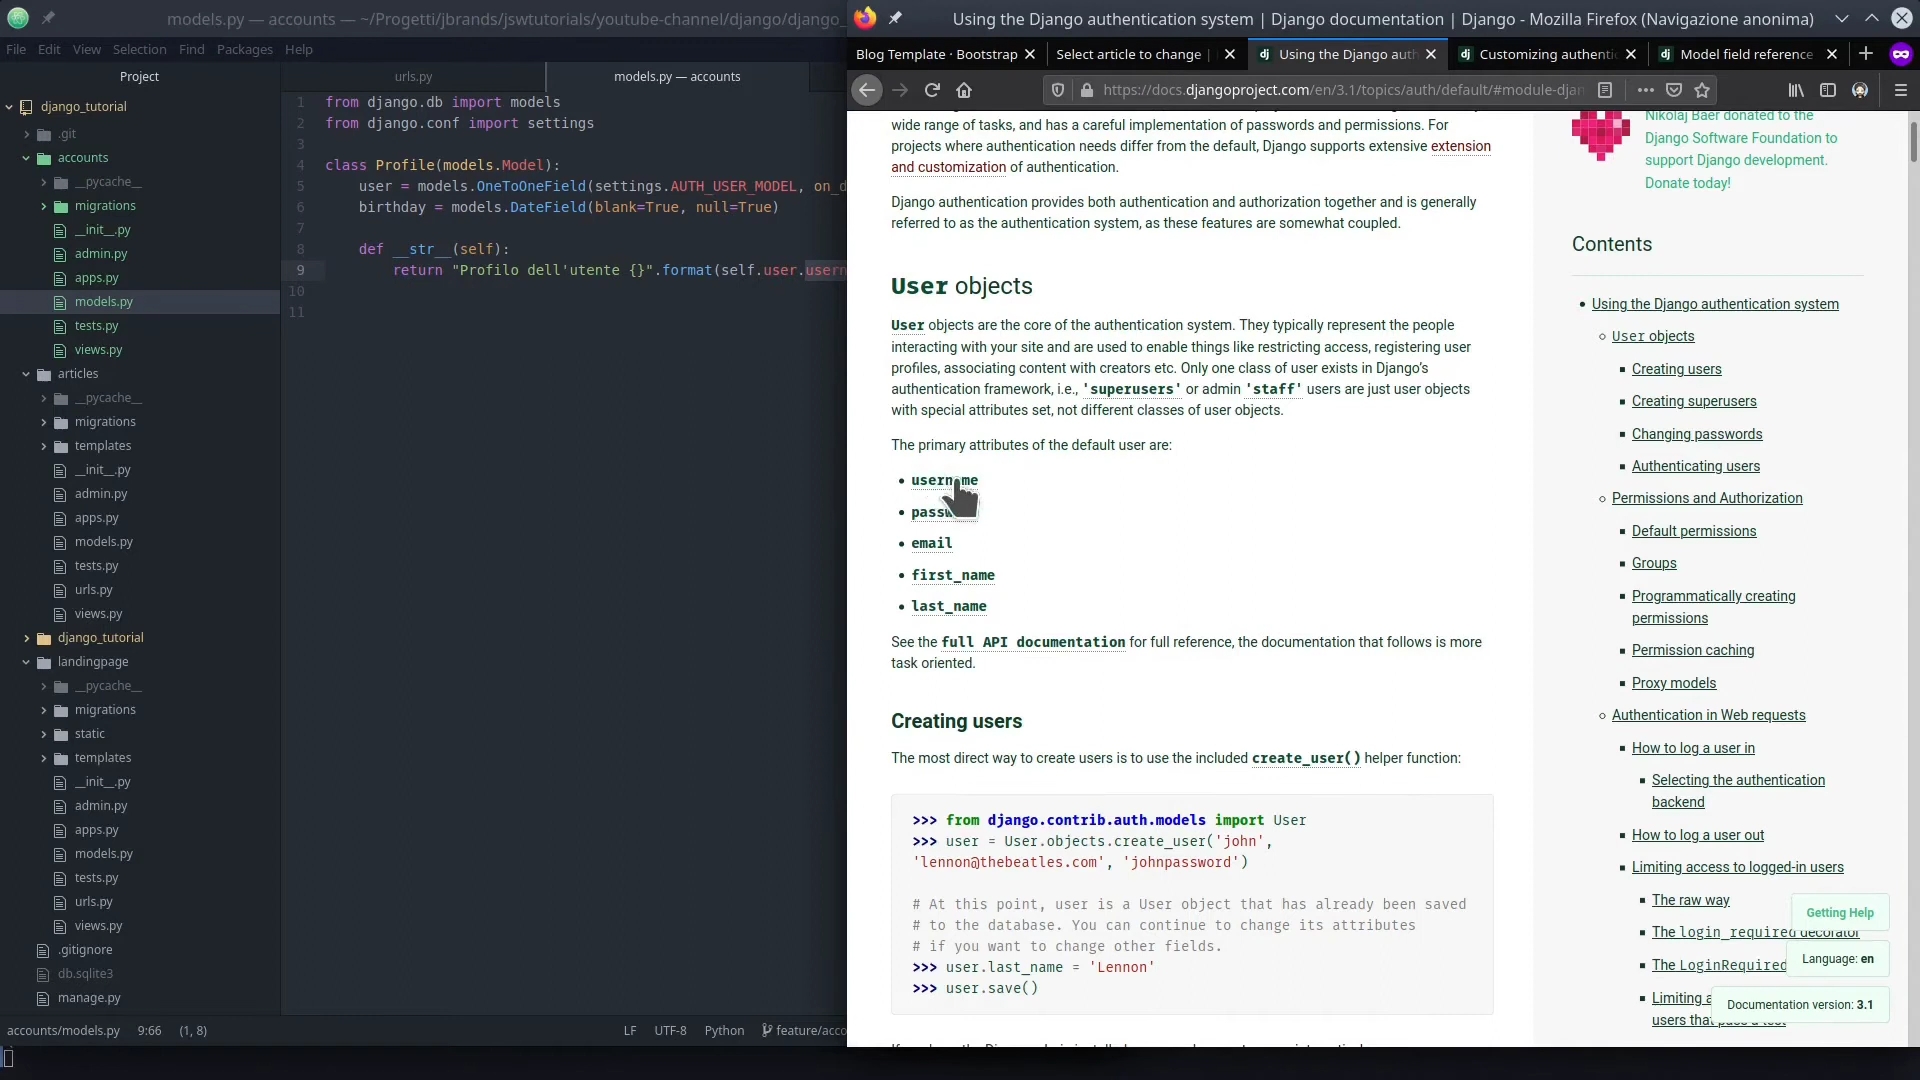 models.py — accounts — ~/Progetti/jbrands/jswtutorials/youtube-channel/django/django_
File Edit View Selection Find Packages Help
Project
django_tutorial
.git
accounts
__pycache__
migrations
__init__.py
admin.py
apps.py
models.py
tests.py
views.py
articles
__pycache__
migrations
templates
__init__.py
admin.py
apps.py
models.py
tests.py
urls.py
views.py
django_tutorial
landingpage
__pycache__
migrations
static
templates
__init__.py
admin.py
apps.py
models.py
tests.py
urls.py
views.py
.gitignore
db.sqlite3
manage.py
urls.py
models.py — accounts
1 from django.db import models
2 from django.conf import settings
3
4 class Profile(models.Model):
5 user = models.OneToOneField(settings.AUTH_USER_MODEL, on_d
6 birthday = models.DateField(blank=True, null=True)
7
8 def __str__(self):
9 return "Profilo dell'utente {}".format(self.user.usern
10
11
accounts/models.py 9:66 (1, 8)
LF UTF-8 Python feature/acco
Using the Django authentication system | Django documentation | Django - Mozilla Firefox (Navigazione anonima)
Blog Template · Bootstrap
Select article to change |
Using the Django auth
Customizing authentic
Model field reference
https://docs.djangoproject.com/en/3.1/topics/auth/default/#module-djan
wide range of tasks, and has a careful implementation of passwords and permissions. For
projects where authentication needs differ from the default, Django supports extensive extension
and customization of authentication.
Django authentication provides both authentication and authorization together and is generally
referred to as the authentication system, as these features are somewhat coupled.
User objects
User objects are the core of the authentication system. They typically represent the people
interacting with your site and are used to enable things like restricting access, registering user
profiles, associating content with creators etc. Only one class of user exists in Django's
authentication framework, i.e., 'superusers' or admin 'staff' users are just user objects
with special attributes set, not different classes of user objects.
The primary attributes of the default user are:
username
passw
email
first_name
last_name
See the full API documentation for full reference, the documentation that follows is more
task oriented.
Creating users
The most direct way to create users is to use the included create_user() helper function:
>>> from django.contrib.auth.models import User
>>> user = User.objects.create_user('john',
'lennon@thebeatles.com', 'johnpassword')
# At this point, user is a User object that has already been saved
# to the database. You can continue to change its attributes
# if you want to change other fields.
>>> user.last_name = 'Lennon'
>>> user.save()
Nikolaj Baer donated to the
Django Software Foundation to
support Django development.
Donate today!
Contents
Using the Django authentication system
User objects
Creating users
Creating superusers
Changing passwords
Authenticating users
Permissions and Authorization
Default permissions
Groups
Programmatically creating
permissions
Permission caching
Proxy models
Authentication in Web requests
How to log a user in
Selecting the authentication
backend
How to log a user out
Limiting access to logged-in users
The raw way
The login_required decorator
The LoginRequired
Limiting a
users that pass a test
Getting Help
Language: en
Documentation version: 3.1